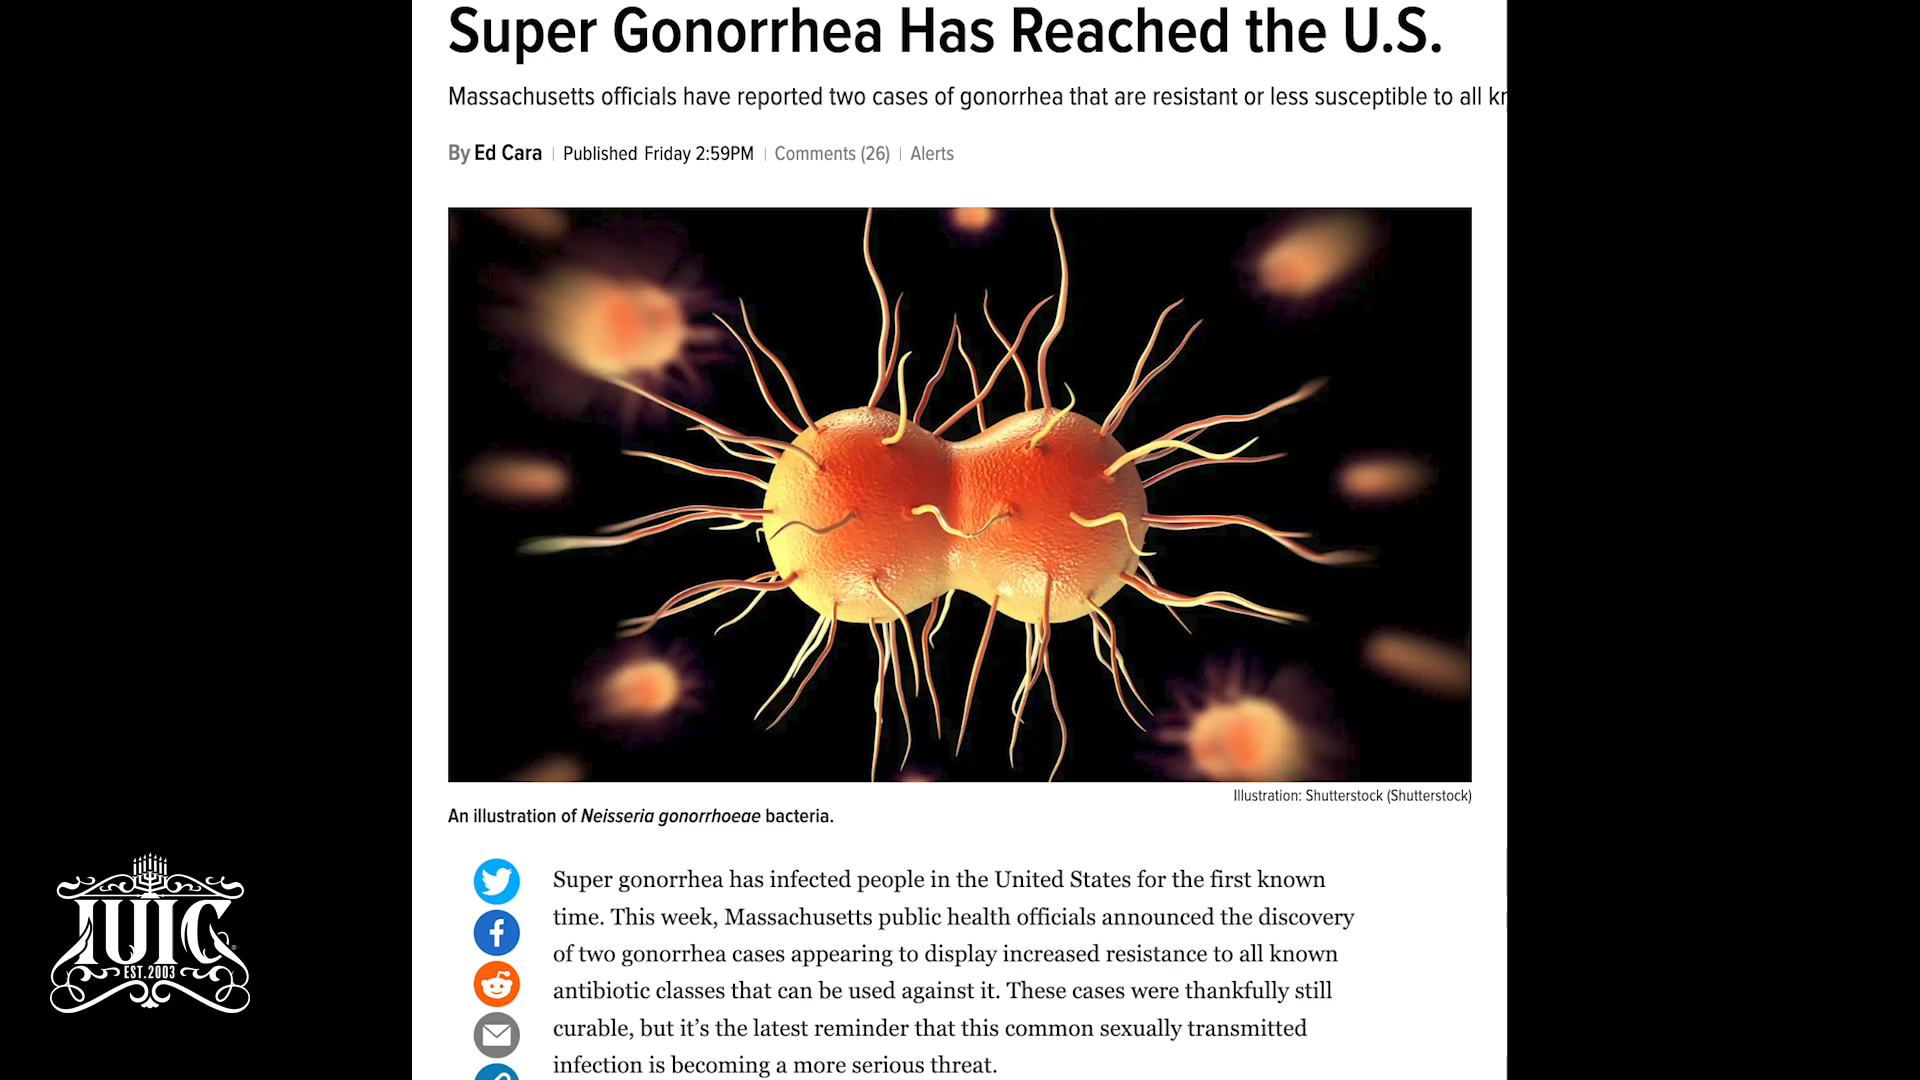 Super Gonorrhea Has Reached the U.S.
Massachusetts officials have reported two cases of gonorrhea that are resistant or less susceptible to all
By Ed Cara | Published Friday 2:59PM | Comments (26) | Alerts
Illustration: Shutterstock (Shutterstock)
An illustration of Neisseria gonorrhoeae bacteria.
Super gonorrhea has infected people in the United States for the first known
time. This week, Massachusetts public health officials announced the discovery
of two gonorrhea cases appearing to display increased resistance to all known
antibiotic classes that can be used against it. These cases were thankfully still
curable, but it’s the latest reminder that this common sexually transmitted
infection is becoming a more serious threat.
IUIC
EST. 2003